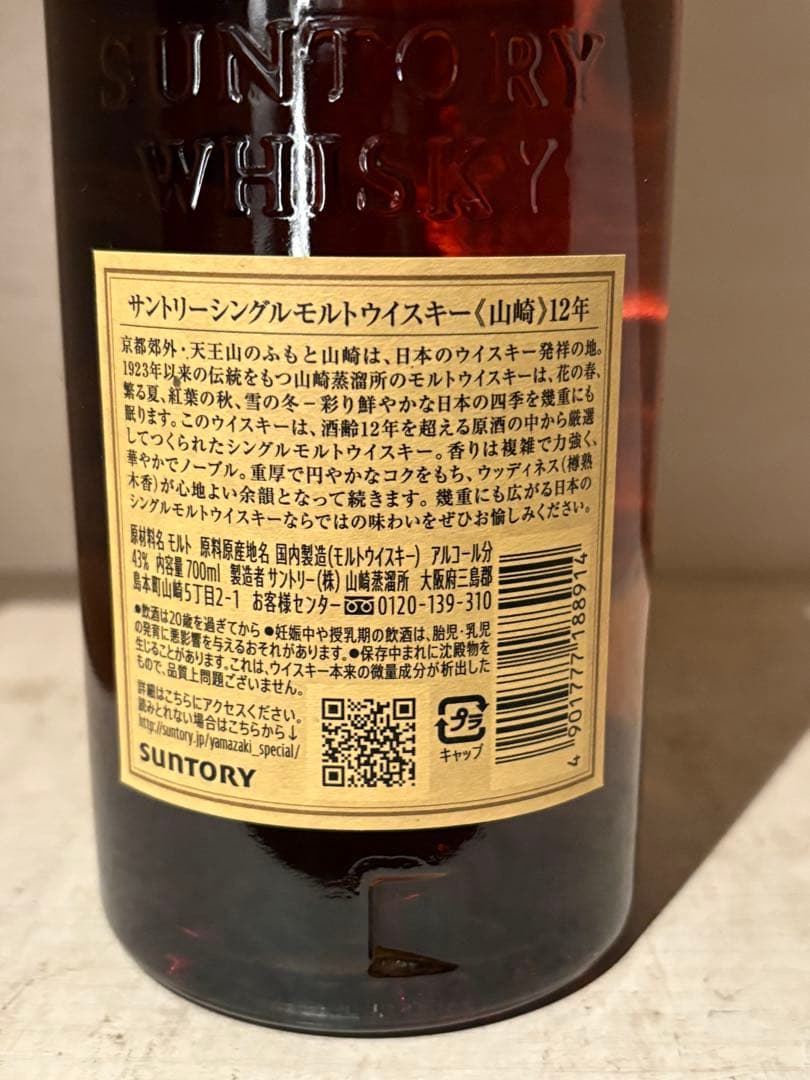 SUNTORY
WHISKY
サントリーシングルモルトウイスキー《山崎》12年
京都郊外・天王山のふもと山崎は、日本のウイスキー発祥の地。
1923年以来の伝統をもつ山崎蒸溜所のモルトウイスキーは、花の春、
繁る夏、紅葉の秋、雪の冬－彩り鮮やかな日本の四季を幾重にも
眠ります。このウイスキーは、酒齢12年を超える原酒の中から厳選
してつくられたシングルモルトウイスキー。香りは複雑で力強く、
華やかでノーブル。重厚で円やかなコクをもち、ウッディネス(樽熟
木香)が心地よい余韻となって続きます。幾重にも広がる日本の
シングルモルトウイスキーならではの味わいをぜひお愉しみください。
原材料名 モルト 原料原産地名 国内製造(モルトウイスキー) アルコール分
43% 内容量 700ml 製造者 サントリー(株) 山崎蒸溜所 大阪府三島郡
島本町山崎5丁目2-1 お客様センター 0120-139-310
●飲酒は20歳を過ぎてから ●妊娠中や授乳期の飲酒は、胎児・乳児
の発育に悪影響を与えるおそれがあります。●保存中まれに沈殿物を
生じることがあります。これは、ウイスキー本来の微量成分が析出した
もので、品質上問題ございません。
詳細はこちらにアクセスください。
読みとれない場合はこちらから↓
http://suntory.jp/yamazaki_special/
SUNTORY
プラ
キャップ
4 901777 188914